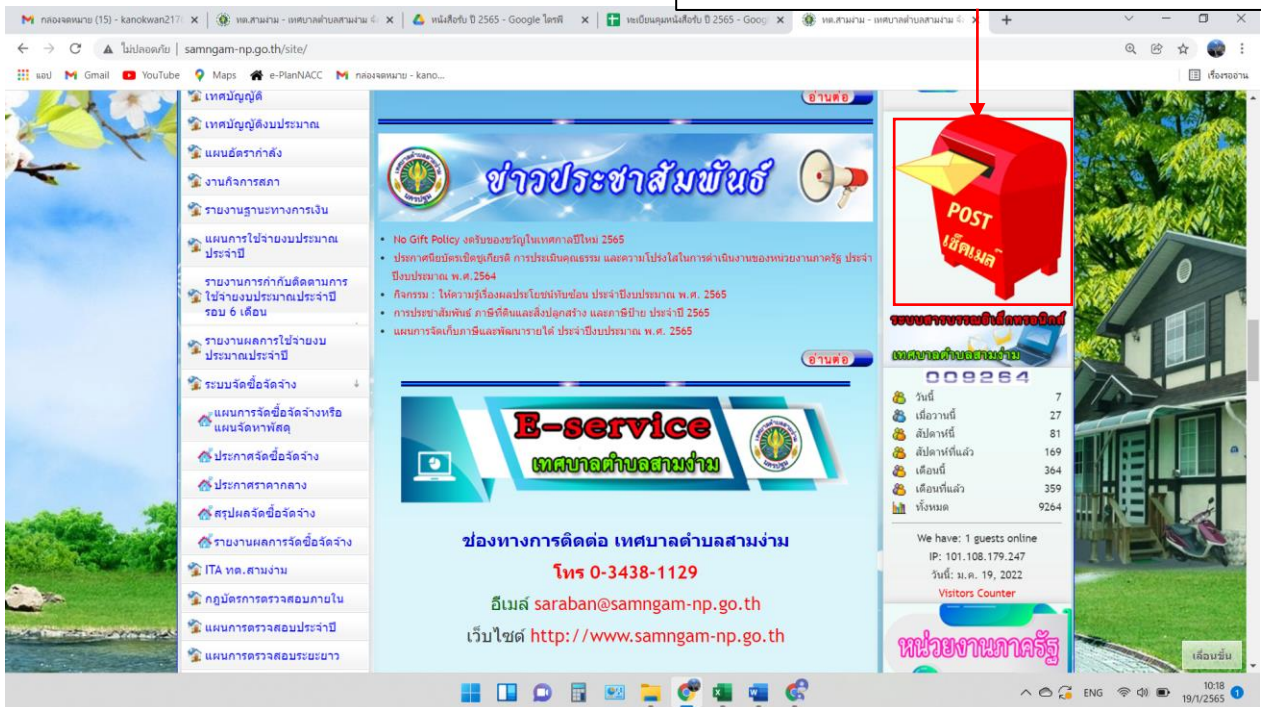 กล่องจดหมาย (15) - kanokwan217
ทต.สามง่าม - เทศบาลตำบลสามง่าม จั
หนังสือรับ ปี 2565 - Google ไดรฟ์
ทะเบียนคุมหนังสือรับ ปี 2565 - Goog
ทต.สามง่าม - เทศบาลตำบลสามง่าม จั
ไม่ปลอดภัย | samngam-np.go.th/site/
แอป
Gmail
YouTube
Maps
e-PlanNACC
กล่องจดหมาย - kano...
เรื่องรออ่าน
เทศบัญญัติ
เทศบัญญัติงบประมาณ
แผนอัตรากำลัง
งานกิจการสภา
รายงานฐานะทางการเงิน
แผนการใช้จ่ายงบประมาณ
ประจำปี
รายงานการกำกับติดตามการ
ใช้จ่ายงบประมาณประจำปี
รอบ 6 เดือน
รายงานผลการใช้จ่ายงบ
ประมาณประจำปี
ระบบจัดซื้อจัดจ้าง
แผนการจัดซื้อจัดจ้างหรือ
แผนจัดหาพัสดุ
ประกาศจัดซื้อจัดจ้าง
ประกาศราคากลาง
สรุปผลจัดซื้อจัดจ้าง
รายงานผลการจัดซื้อจัดจ้าง
ITA ทต.สามง่าม
กฎบัตรการตรวจสอบภายใน
แผนการตรวจสอบประจำปี
แผนการตรวจสอบระยะยาว
อ่านต่อ
ข่าวประชาสัมพันธ์
No Gift Policy งดรับของขวัญในเทศกาลปีใหม่ 2565
ประกาศนียบัตรเชิดชูเกียรติ การประเมินคุณธรรม และความโปร่งใสในการดำเนินงานของหน่วยงานภาครัฐ ประจำ
ปีงบประมาณ พ.ศ.2564
กิจกรรม : ให้ความรู้เรื่องผลประโยชน์ทับซ้อน ประจำปีงบประมาณ พ.ศ. 2565
การประชาสัมพันธ์ ภาษีที่ดินและสิ่งปลูกสร้าง และภาษีป้าย ประจำปี 2565
แผนการจัดเก็บภาษีและพัฒนารายได้ ประจำปีงบประมาณ พ.ศ. 2565
อ่านต่อ
E-service
เทศบาลตำบลสามง่าม
ช่องทางการติดต่อ เทศบาลตำบลสามง่าม
โทร 0-3438-1129
อีเมล์ saraban@samngam-np.go.th
เว็บไซต์ http://www.samngam-np.go.th
POST
เช็คเมล์
ระบบสารบรรณอิเล็กทรอนิกส์
เทศบาลตำบลสามง่าม
009264
วันนี้ 7
เมื่อวานนี้ 27
สัปดาห์นี้ 81
สัปดาห์ที่แล้ว 169
เดือนนี้ 364
เดือนที่แล้ว 359
ทั้งหมด 9264
We have: 1 guests online
IP: 101.108.179.247
วันนี้: ม.ค. 19, 2022
Visitors Counter
หน่วยงานภาครัฐ
เลื่อนขึ้น
ENG
10:18
19/1/2565
1